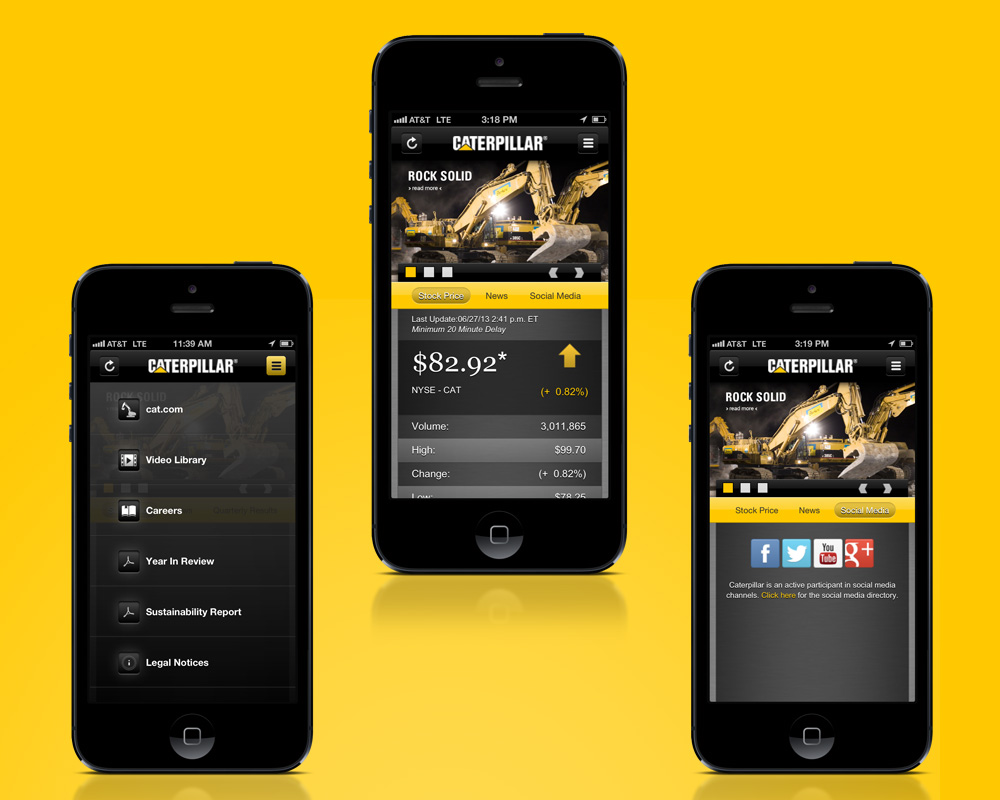 AT&T LTE 3:18 PM
CATERPILLAR®
ROCK SOLID
› read more ‹
Stock Price News Social Media
Last Update:06/27/13 2:41 p.m. ET
Minimum 20 Minute Delay
$82.92*
NYSE - CAT
(+ 0.82%)
Volume: 3,011,865
High: $99.70
Change: (+ 0.82%)
Low: $78.25
AT&T LTE 11:39 AM
CATERPILLAR®
ROCK SOLID
cat.com
Video Library
Quarterly Results
Careers
Year In Review
Sustainability Report
Legal Notices
AT&T LTE 3:19 PM
CATERPILLAR®
ROCK SOLID
› read more ‹
Stock Price News Social Media
f
You
Tube
g+
Caterpillar is an active participant in social media
channels. Click here for the social media directory.